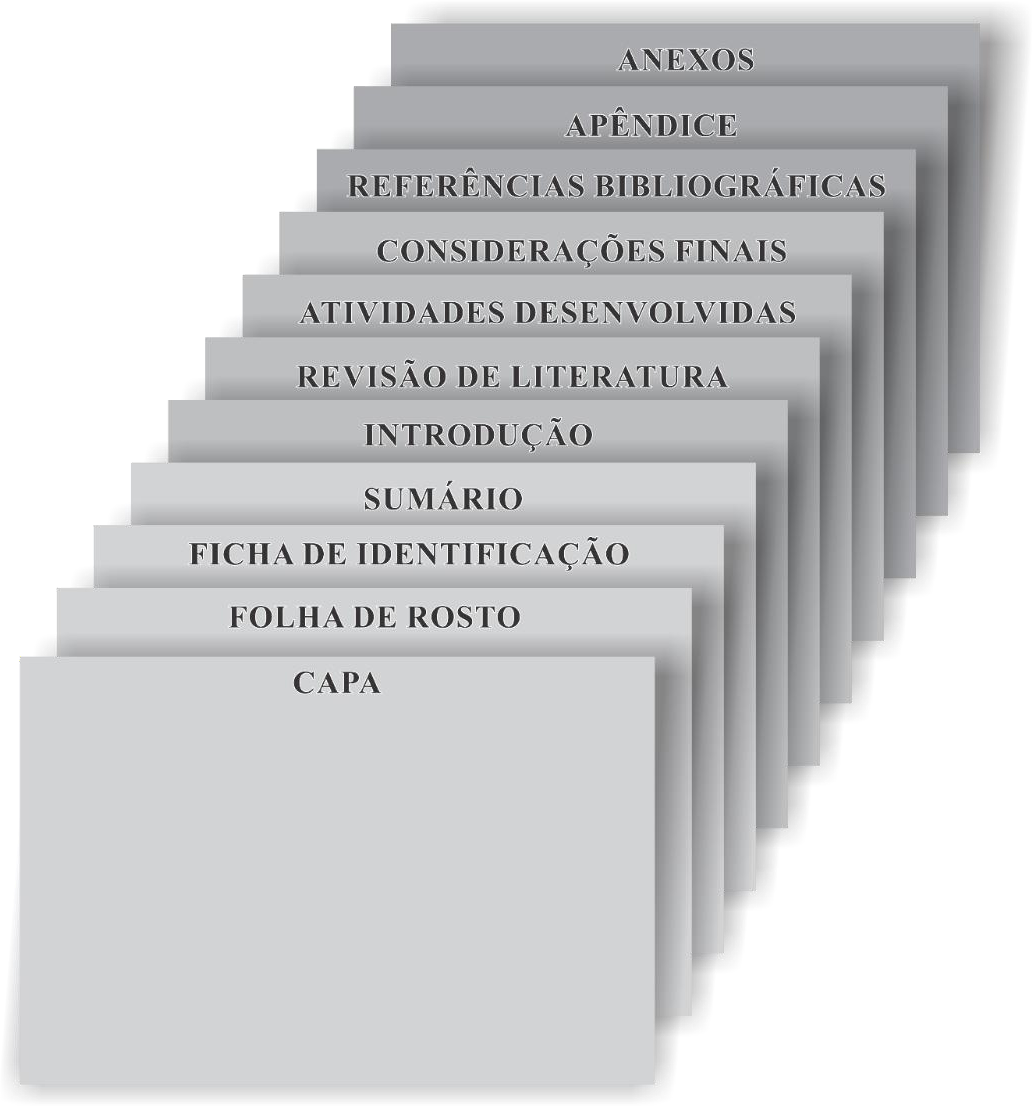 ANEXOS
APÊNDICE
REFERÊNCIAS BIBLIOGRÁFICAS
CONSIDERAÇÕES FINAIS
ATIVIDADES DESENVOLVIDAS
REVISÃO DE LITERATURA
INTRODUÇÃO
SUMÁRIO
FICHA DE IDENTIFICAÇÃO
FOLHA DE ROSTO
CAPA